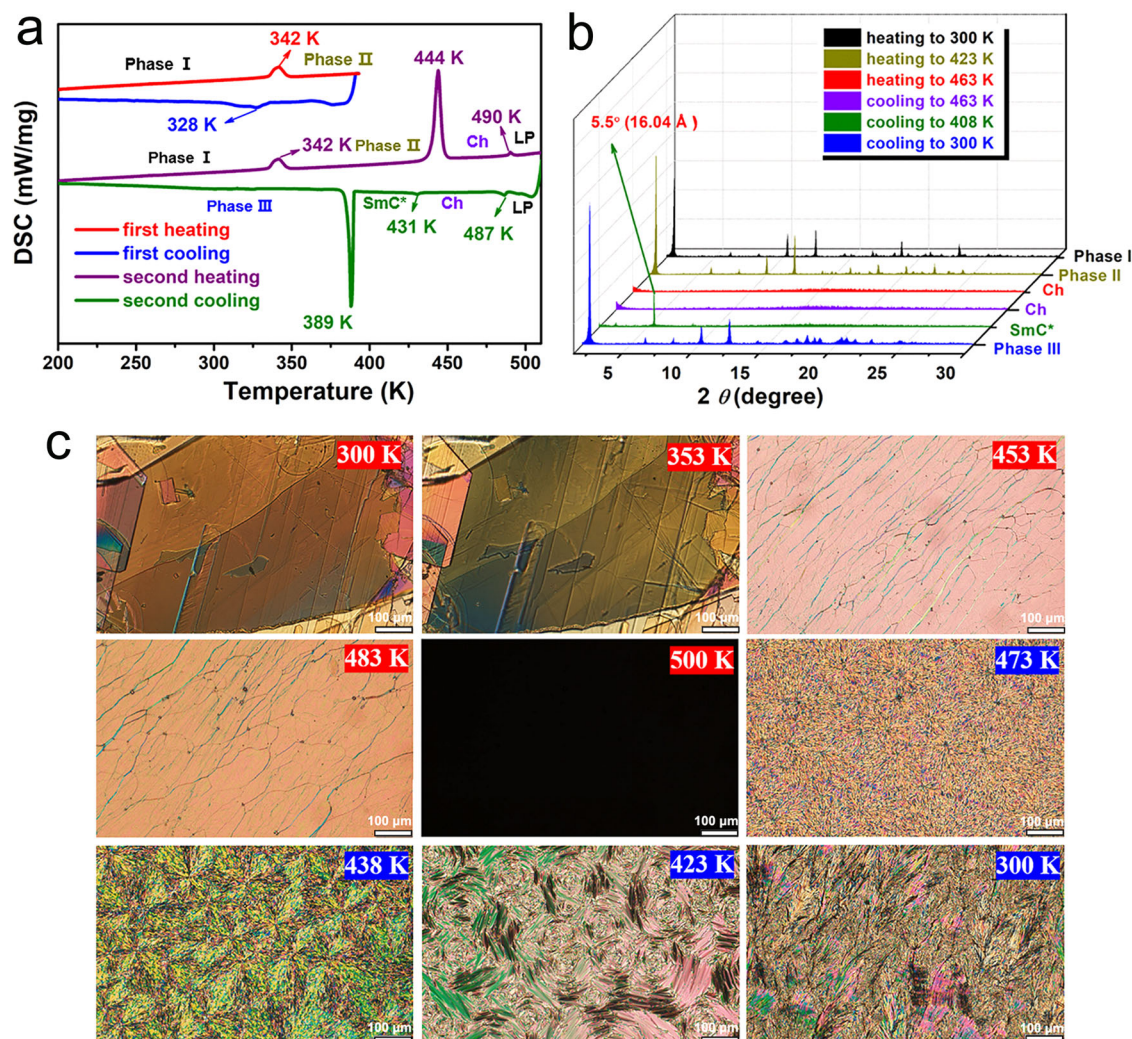 a
342 K
Phase I
Phase II
444 K
328 K
490 K
LP
342 K
Phase II
Ch
Phase I
Phase III
SmC*
Ch
LP
431 K
487 K
389 K
first heating
first cooling
second heating
second cooling
DSC (mW/mg)
200 250 300 350 400 450 500
Temperature (K)
b
heating to 300 K
heating to 423 K
heating to 463 K
cooling to 463 K
cooling to 408 K
cooling to 300 K
5.5° (16.04 Å)
Phase I
Phase II
Ch
Ch
SmC*
Phase III
5 10 15 20 25 30
2 θ (degree)
c
300 K
100 μm
353 K
100 μm
453 K
100 μm
483 K
100 μm
500 K
100 μm
473 K
100 μm
438 K
100 μm
423 K
100 μm
300 K
100 μm